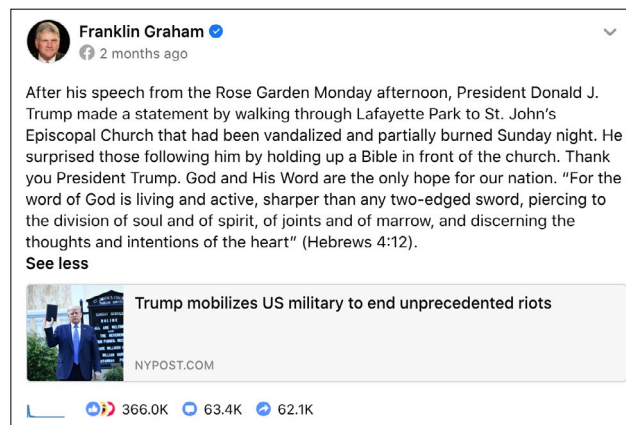 Franklin Graham
2 months ago
After his speech from the Rose Garden Monday afternoon, President Donald J.
Trump made a statement by walking through Lafayette Park to St. John's
Episcopal Church that had been vandalized and partially burned Sunday night. He
surprised those following him by holding up a Bible in front of the church. Thank
you President Trump. God and His Word are the only hope for our nation. “For the
word of God is living and active, sharper than any two-edged sword, piercing to
the division of soul and of spirit, of joints and of marrow, and discerning the
thoughts and intentions of the heart” (Hebrews 4:12).
See less
Trump mobilizes US military to end unprecedented riots
NYPOST.COM
366.0K 63.4K 62.1K